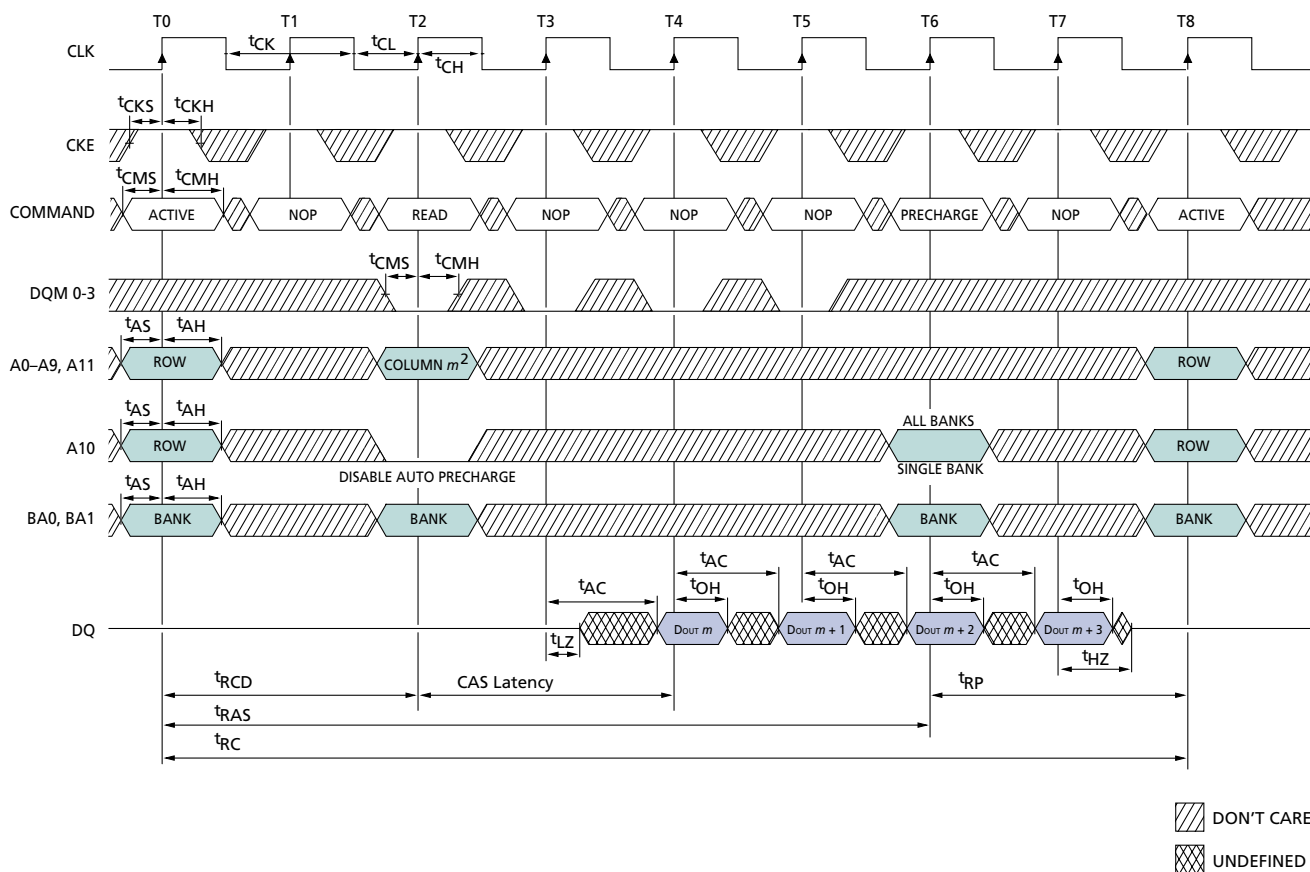 T0 T1 T2 T3 T4 T5 T6 T7 T8
CLK
tCK tCL
tCH
tCKS tCKH
CKE
tCMS tCMH
COMMAND ACTIVE NOP READ NOP NOP NOP PRECHARGE NOP ACTIVE
tCMS tCMH
DQM 0-3
tAS tAH
A0–A9, A11 ROW COLUMN m2 ROW
tAS tAH ALL BANKS
A10 ROW ROW
DISABLE AUTO PRECHARGE SINGLE BANK
tAS tAH
BA0, BA1 BANK BANK BANK BANK
tAC tAC tAC
tAC tOH tOH tOH tOH
DQ DOUT m DOUT m + 1 DOUT m + 2 DOUT m + 3
tLZ tHZ
tRCD CAS Latency tRP
tRAS
tRC
DON'T CARE
UNDEFINED